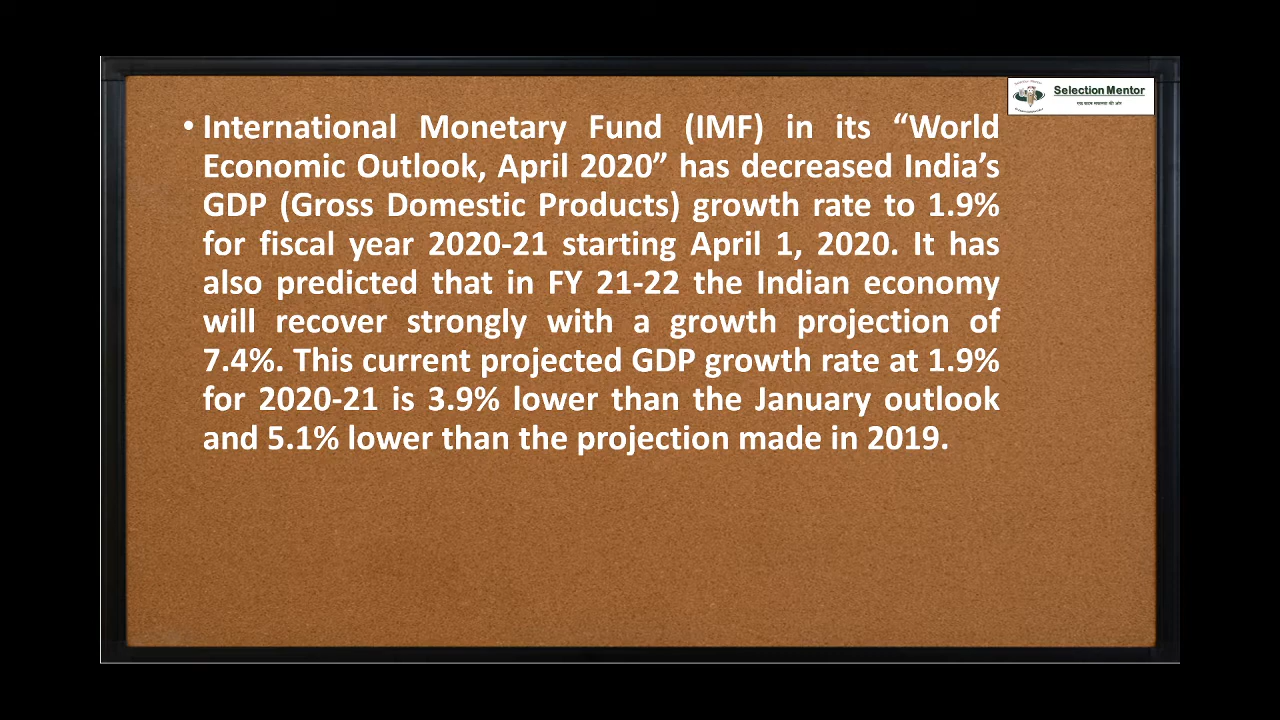 Selection Mentor
एक कदम सफलता की ओर
• International Monetary Fund (IMF) in its “World
Economic Outlook, April 2020” has decreased India’s
GDP (Gross Domestic Products) growth rate to 1.9%
for fiscal year 2020-21 starting April 1, 2020. It has
also predicted that in FY 21-22 the Indian economy
will recover strongly with a growth projection of
7.4%. This current projected GDP growth rate at 1.9%
for 2020-21 is 3.9% lower than the January outlook
and 5.1% lower than the projection made in 2019.